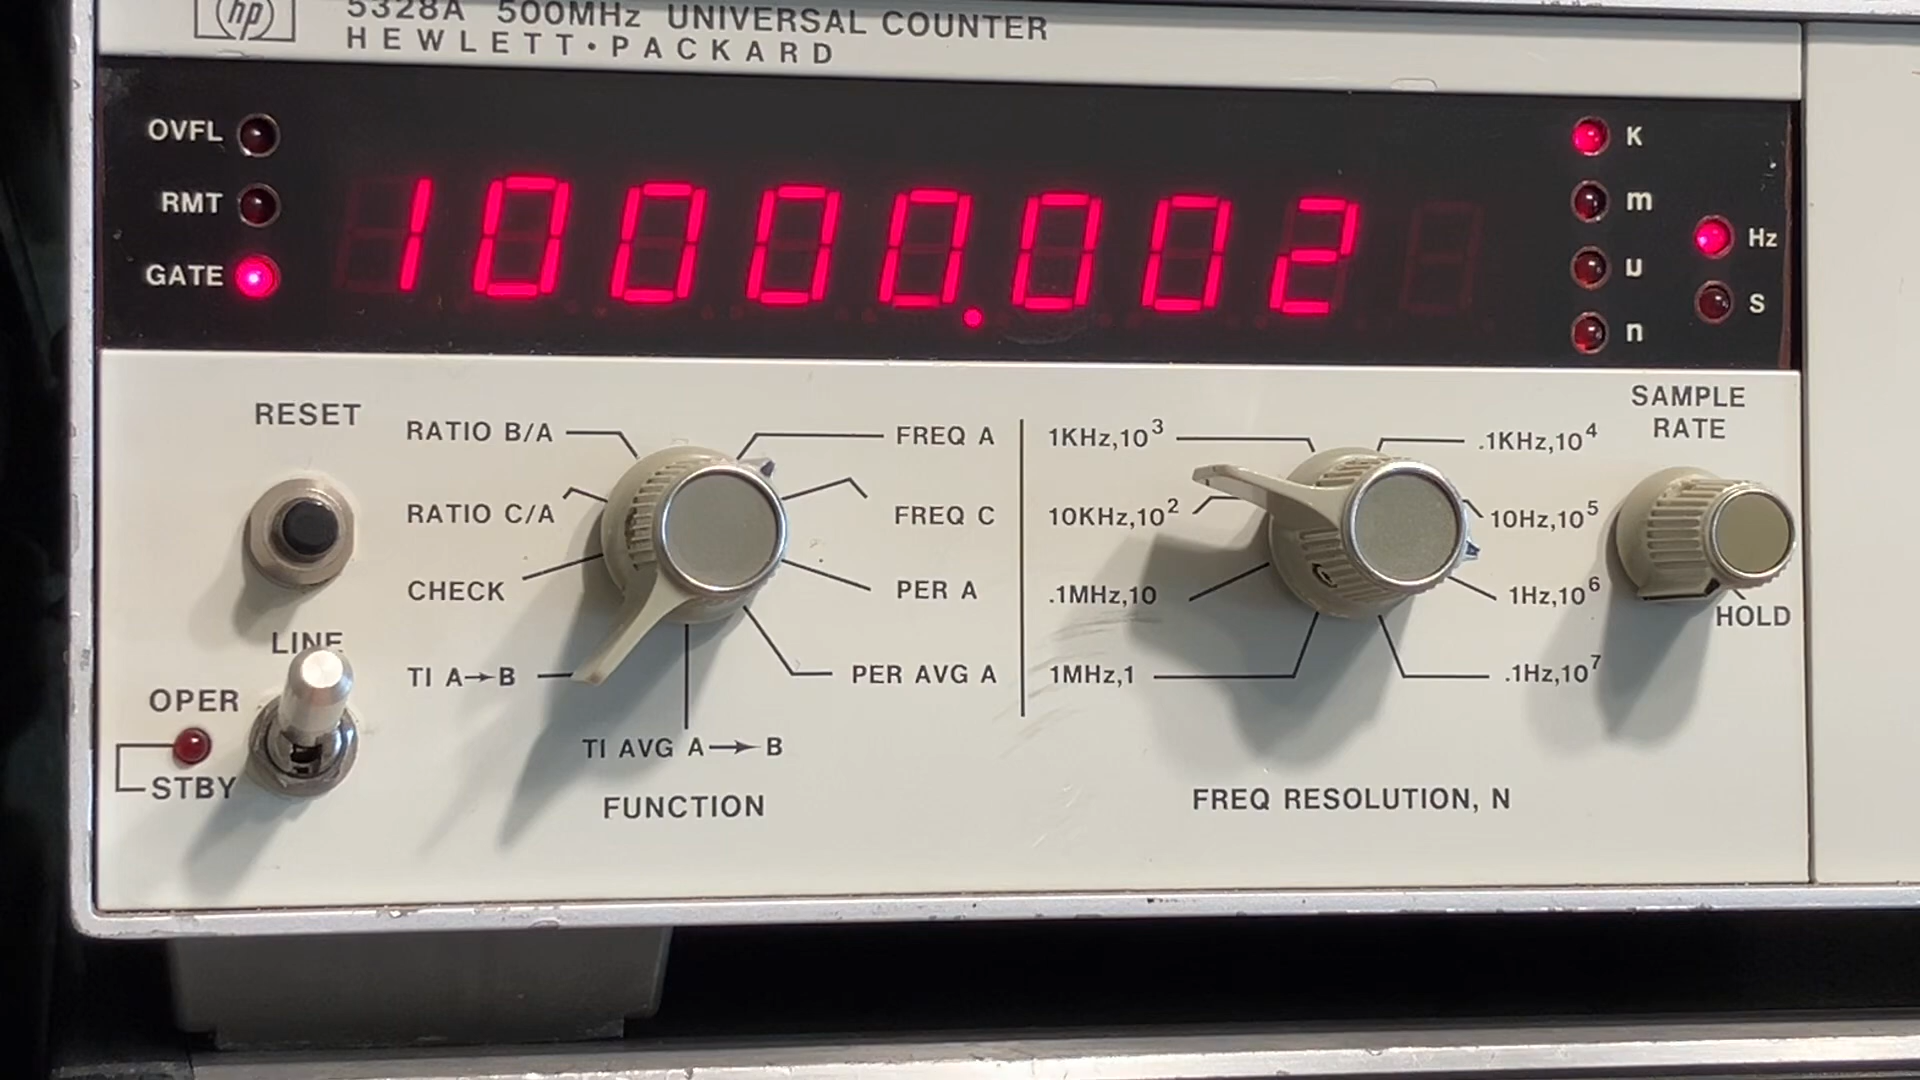 hp
5328A 500MHz UNIVERSAL COUNTER
HEWLETT•PACKARD
OVFL
RMT
GATE
10000.002
K
m
u
n
Hz
S
RESET
LINE
OPER
STBY
RATIO B/A
RATIO C/A
CHECK
TI A→B
TI AVG A→B
FREQ A
FREQ C
PER A
PER AVG A
FUNCTION
1KHz,10³
10KHz,10²
.1MHz,10
1MHz,1
.1KHz,10⁴
10Hz,10⁵
1Hz,10⁶
.1Hz,10⁷
FREQ RESOLUTION, N
SAMPLE
RATE
HOLD